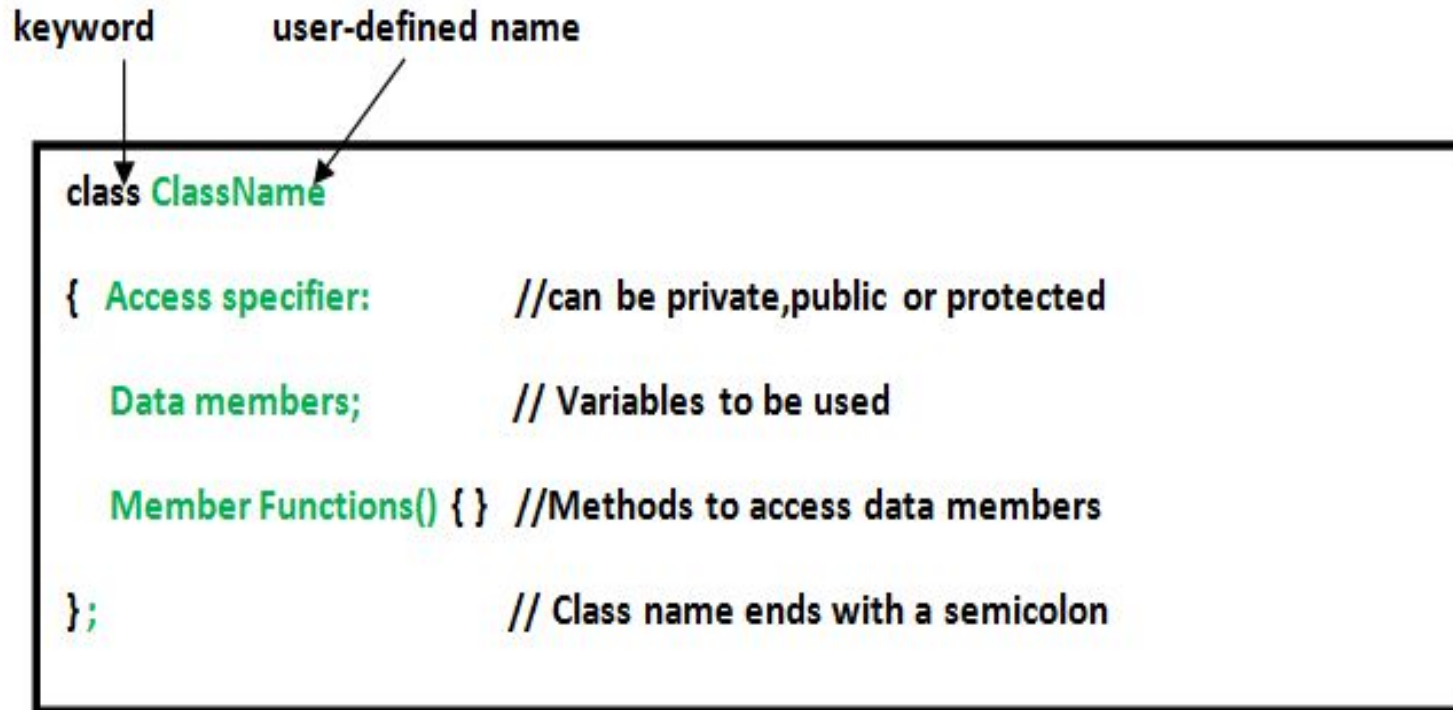 keyword user-defined name
class ClassName
{ Access specifier: //can be private,public or protected
Data members; // Variables to be used
Member Functions() { } //Methods to access data members
} ; // Class name ends with a semicolon